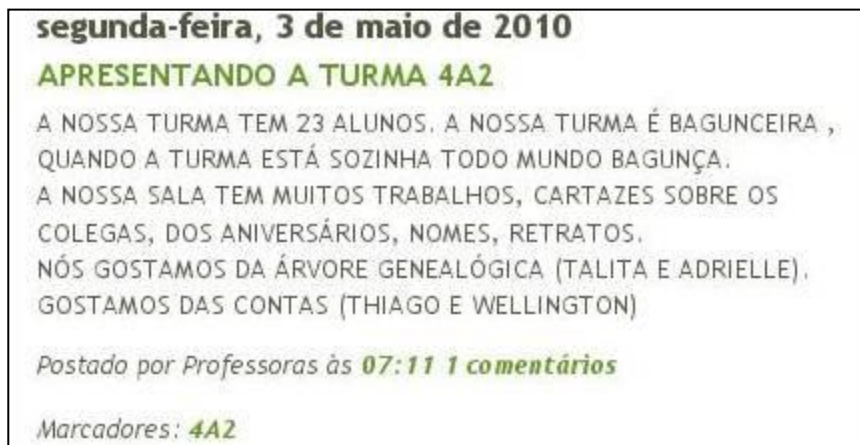 segunda-feira, 3 de maio de 2010
APRESENTANDO A TURMA 4A2
A NOSSA TURMA TEM 23 ALUNOS. A NOSSA TURMA É BAGUNCEIRA ,
QUANDO A TURMA ESTÁ SOZINHA TODO MUNDO BAGUNÇA.
A NOSSA SALA TEM MUITOS TRABALHOS, CARTAZES SOBRE OS
COLEGAS, DOS ANIVERSÁRIOS, NOMES, RETRATOS.
NÓS GOSTAMOS DA ÁRVORE GENEALÓGICA (TALITA E ADRIELLE).
GOSTAMOS DAS CONTAS (THIAGO E WELLINGTON)
Postado por Professoras às 07:11 1 comentários
Marcadores: 4A2